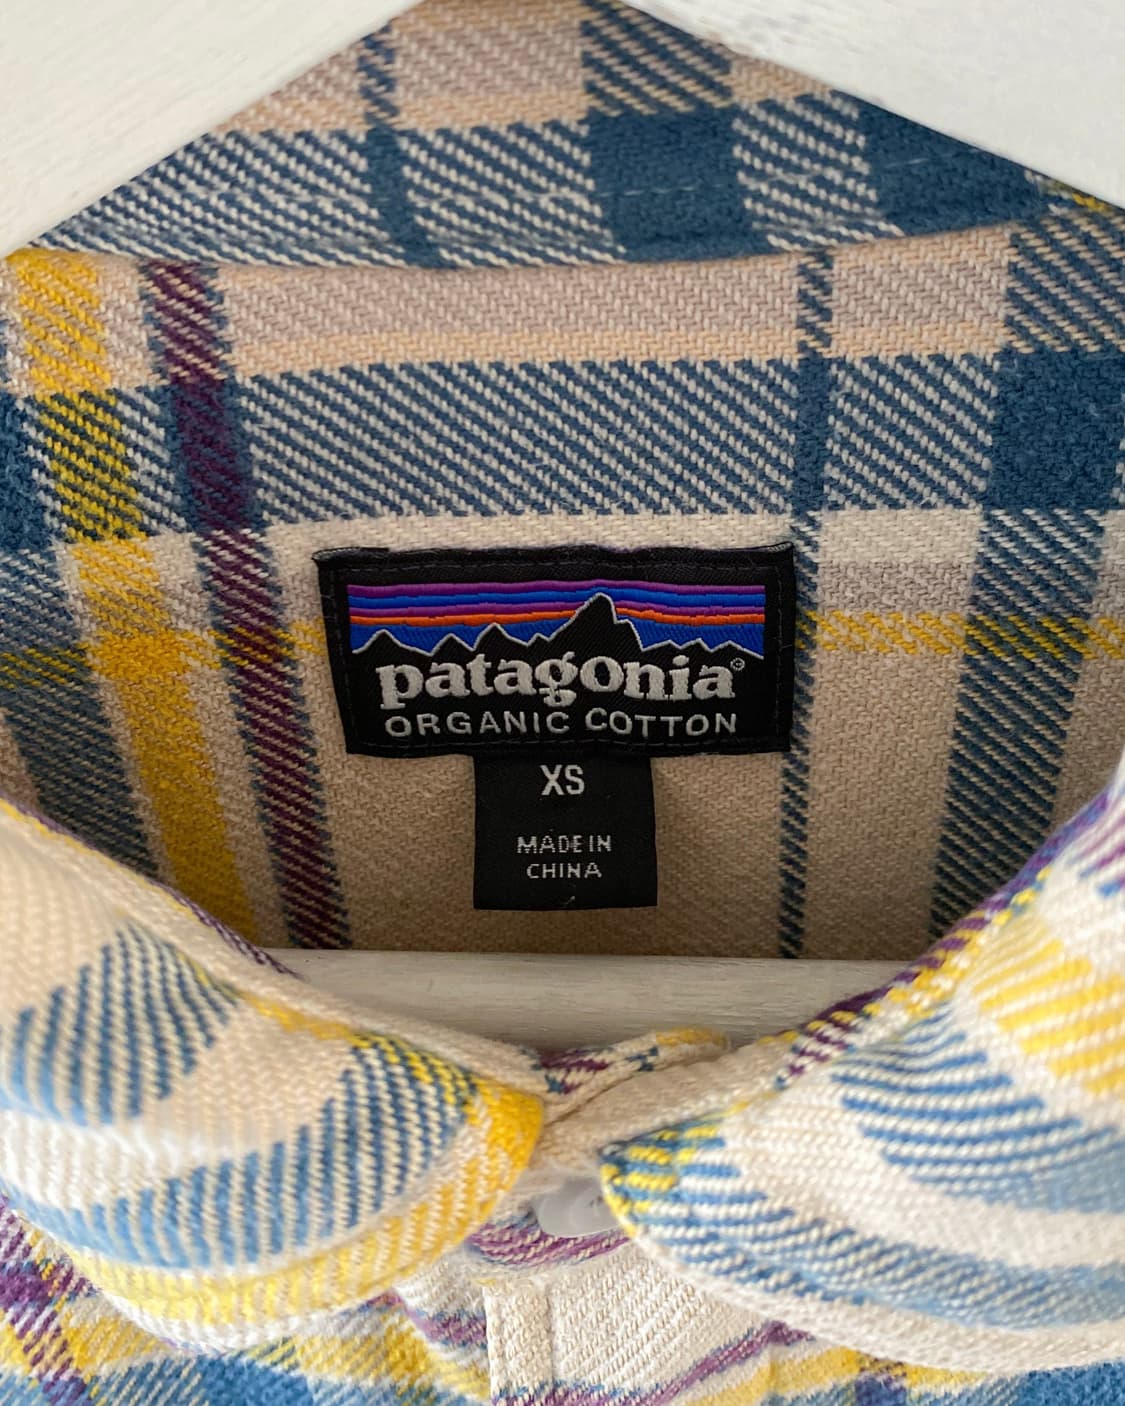 patagonia®
ORGANIC COTTON
XS
MADE IN
CHINA